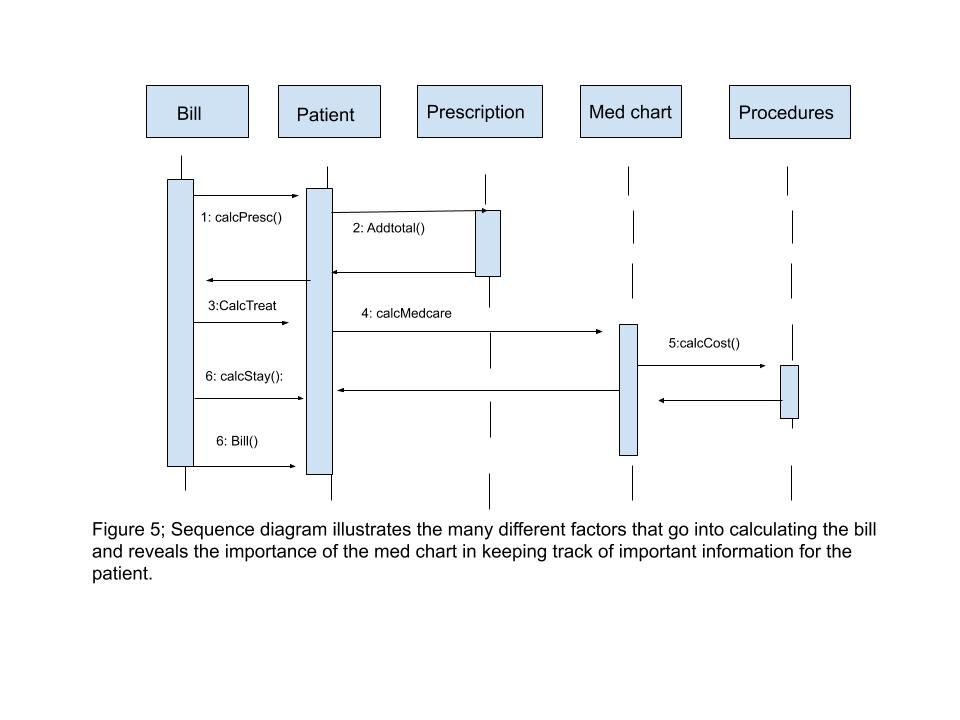 Bill
Patient
Prescription
Med chart
Procedures
1: calcPresc()
2: Addtotal()
3:CalcTreat
4: calcMedcare
5:calcCost()
6: calcStay():
6: Bill()
Figure 5; Sequence diagram illustrates the many different factors that go into calculating the bill
and reveals the importance of the med chart in keeping track of important information for the
patient.